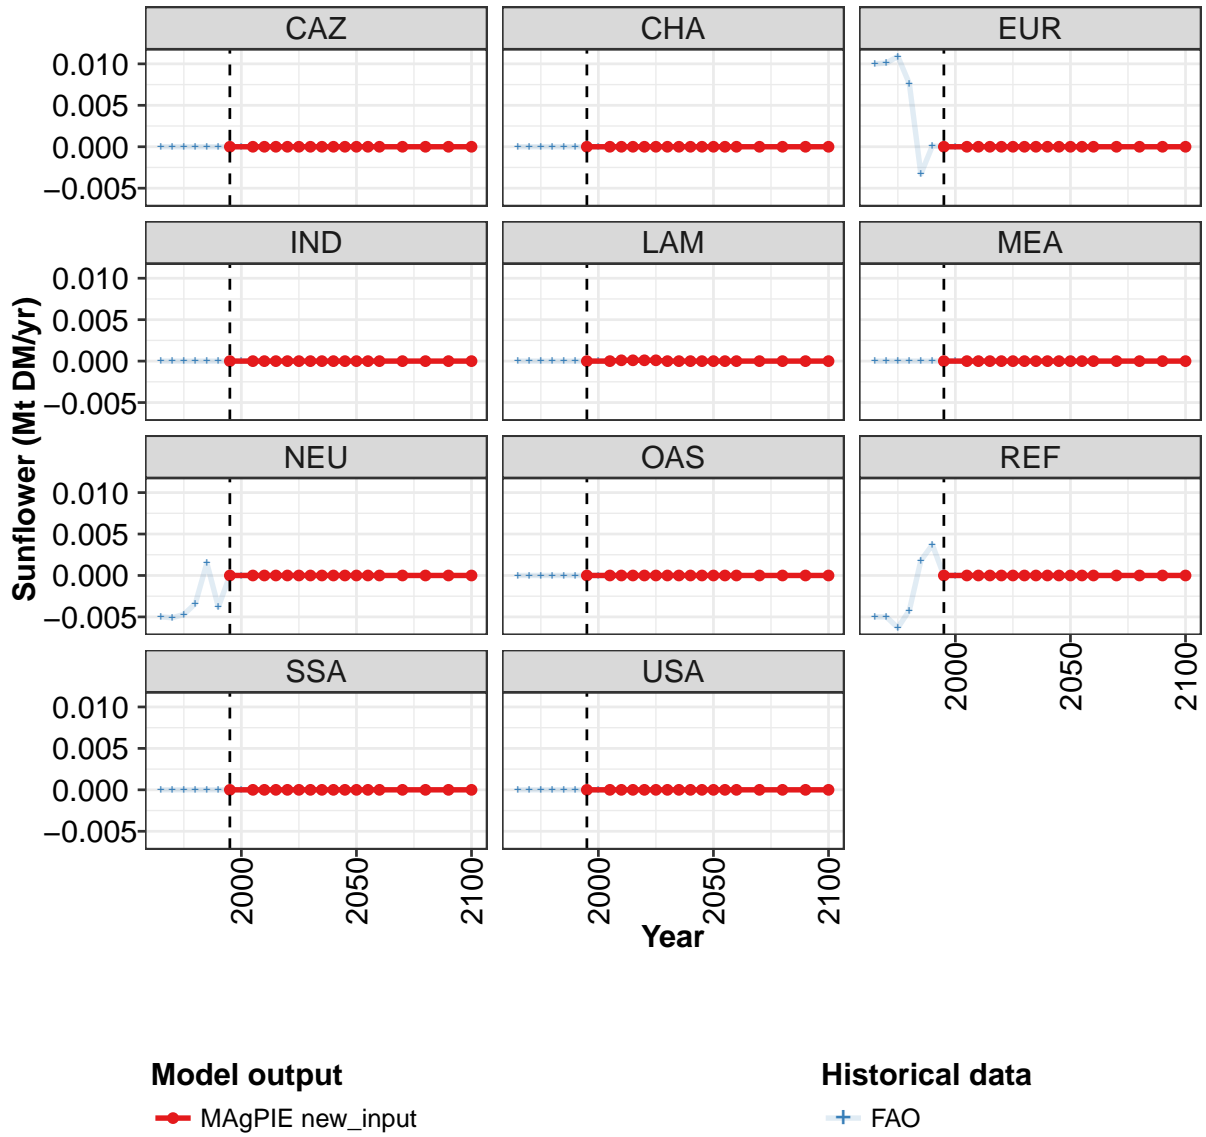 CAZ CHA EUR
0.010
0.005
0.000
−0.005
IND LAM MEA
0.010
0.005
0.000
−0.005
NEU OAS REF
0.010
0.005
0.000
−0.005
2000 2050 2100
SSA USA
0.010
0.005
0.000
−0.005
2000 2050 2100 2000 2050 2100
Sunflower (Mt DM/yr)
Year
Model output Historical data
MAgPIE new_input FAO